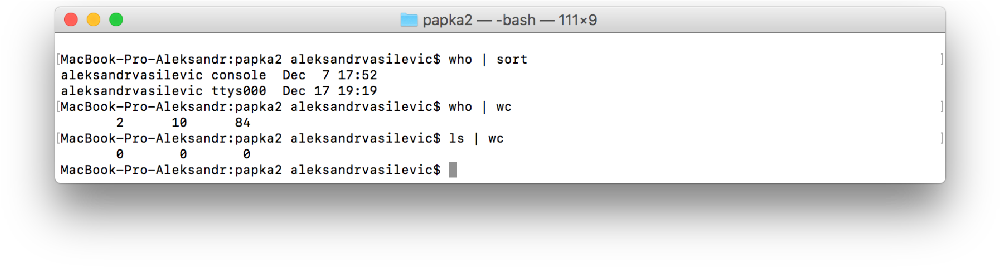 papka2 — -bash — 111×9
[MacBook-Pro-Aleksandr:papka2 aleksandrvasilevic$ who | sort ]
aleksandrvasilevic console  Dec  7 17:52
aleksandrvasilevic ttys000  Dec 17 19:19
[MacBook-Pro-Aleksandr:papka2 aleksandrvasilevic$ who | wc ]
       2      10      84
[MacBook-Pro-Aleksandr:papka2 aleksandrvasilevic$ ls | wc ]
       0       0       0
MacBook-Pro-Aleksandr:papka2 aleksandrvasilevic$